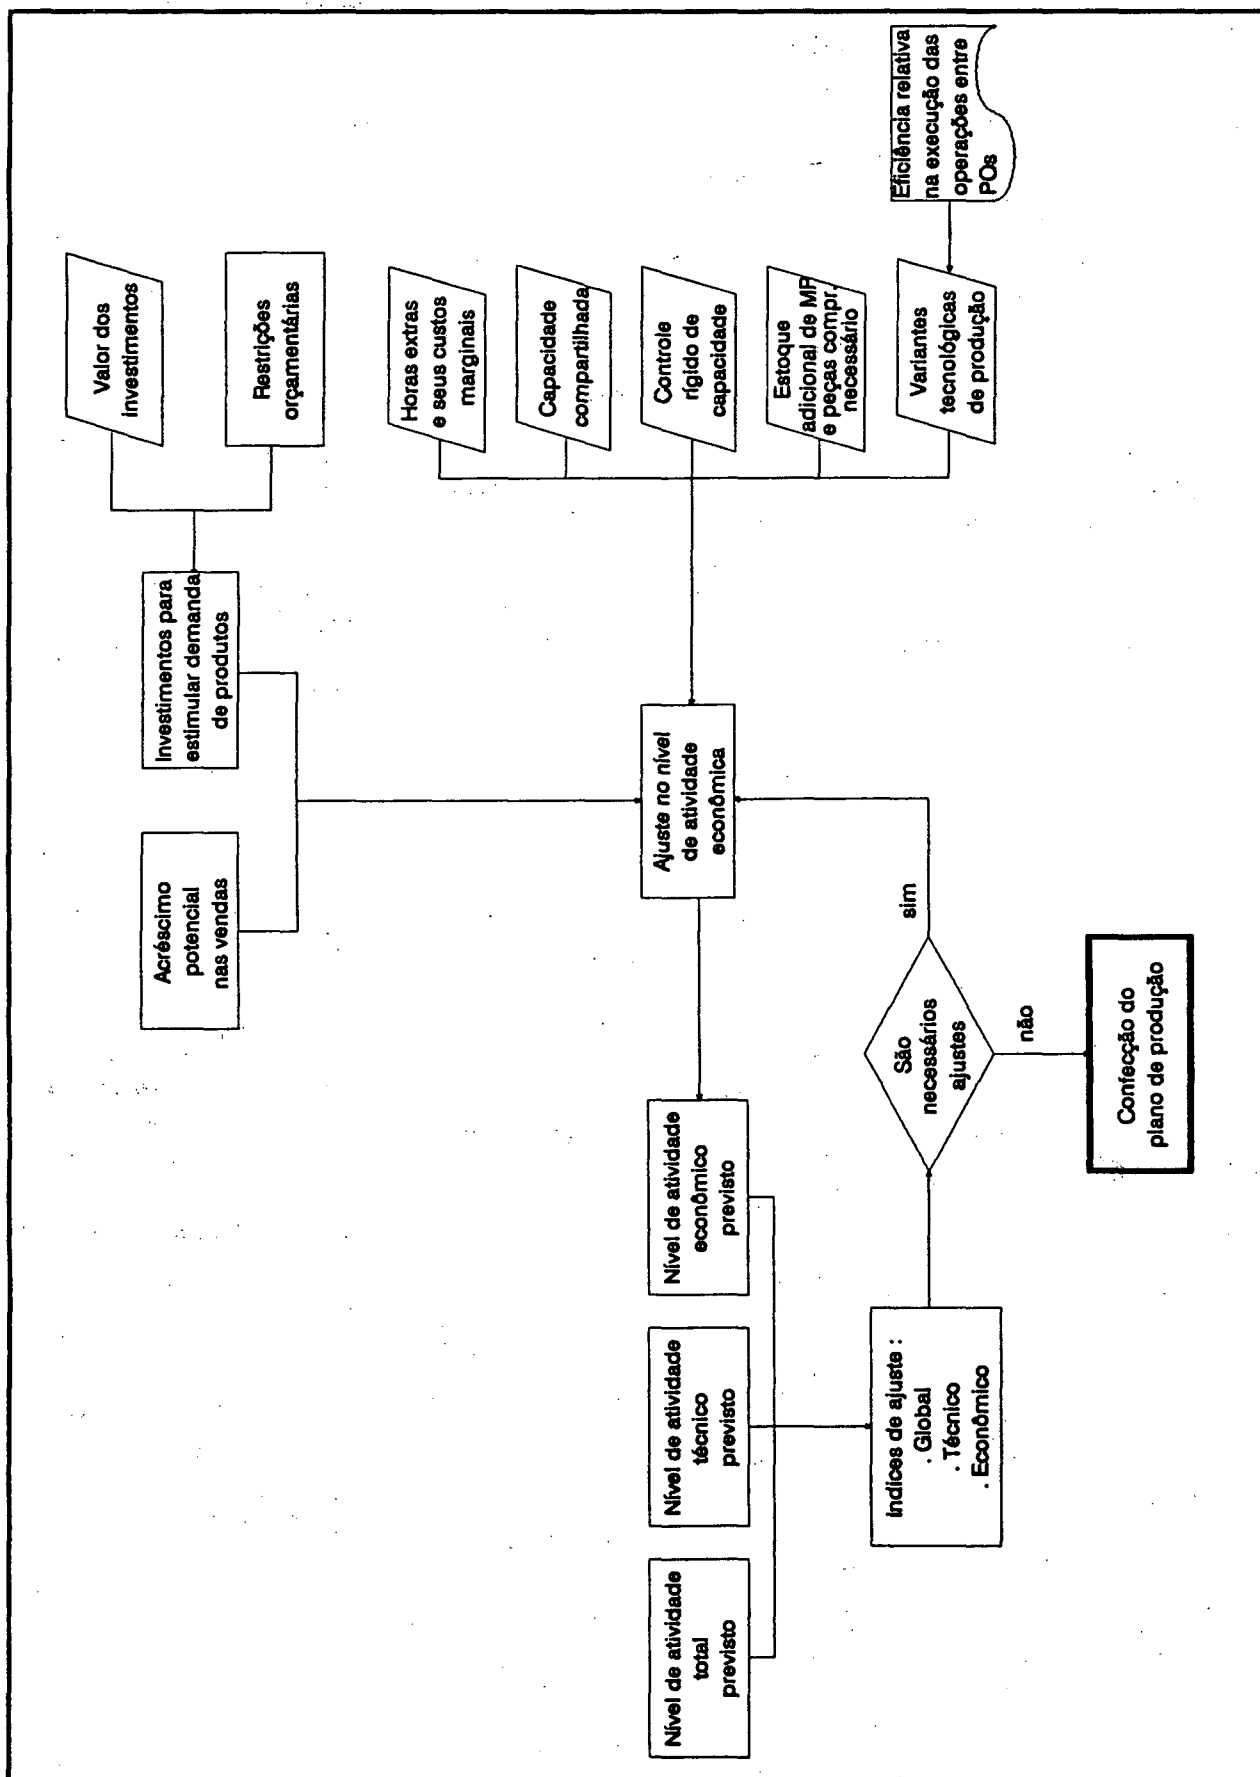 Valor dos
investimentos
Acréscimo
potencial
nas vendas
Investimentos para
estimular demanda
de produtos
Restrições
orçamentárias
Horas extras
e seus custos
marginais
Capacidade
compartilhada
Nível de atividade
total
previsto
Nível de atividade
técnico
previsto
Nível de atividade
econômico
previsto
Ajuste no nível
de atividade
econômica
Controle
rígido de
capacidade
Estoque
adicional de MP
e peças compr.
necessário
Indices de ajuste :
. Global
. Técnico
. Econômico
São
necessários
ajustes
sim
não
Variantes
tecnológicas
de produção
Eficiência relativa
na execução das
operações entre
POs
Confecção do
plano de produção